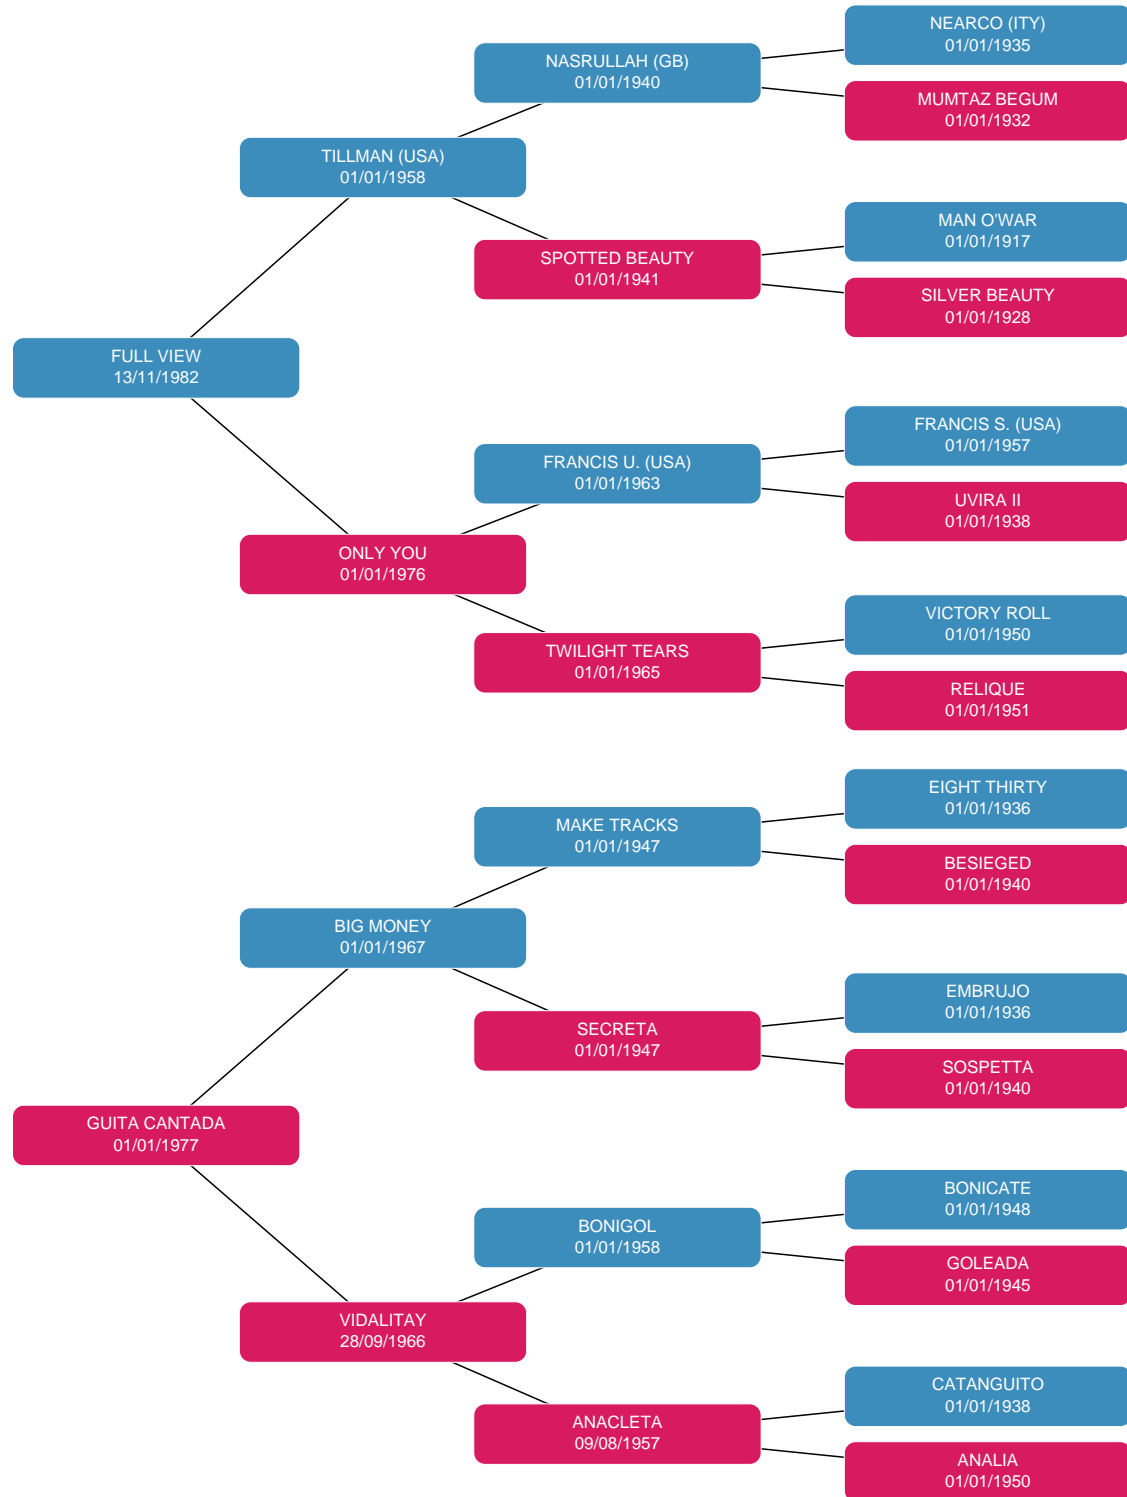 NEARCO (ITY)
01/01/1935
NASRULLAH (GB)
01/01/1940
MUMTAZ BEGUM
01/01/1932
TILLMAN (USA)
01/01/1958
MAN O'WAR
01/01/1917
SPOTTED BEAUTY
01/01/1941
SILVER BEAUTY
01/01/1928
FULL VIEW
13/11/1982
FRANCIS S. (USA)
01/01/1957
FRANCIS U. (USA)
01/01/1963
UVIRA II
01/01/1938
ONLY YOU
01/01/1976
VICTORY ROLL
01/01/1950
TWILIGHT TEARS
01/01/1965
RELIQUE
01/01/1951
EIGHT THIRTY
01/01/1936
MAKE TRACKS
01/01/1947
BESIEGED
01/01/1940
BIG MONEY
01/01/1967
EMBRUJO
01/01/1936
SECRETA
01/01/1947
SOSPETTA
01/01/1940
GUITA CANTADA
01/01/1977
BONICATE
01/01/1948
BONIGOL
01/01/1958
GOLEADA
01/01/1945
VIDALITAY
28/09/1966
CATANGUITO
01/01/1938
ANACLETA
09/08/1957
ANALIA
01/01/1950